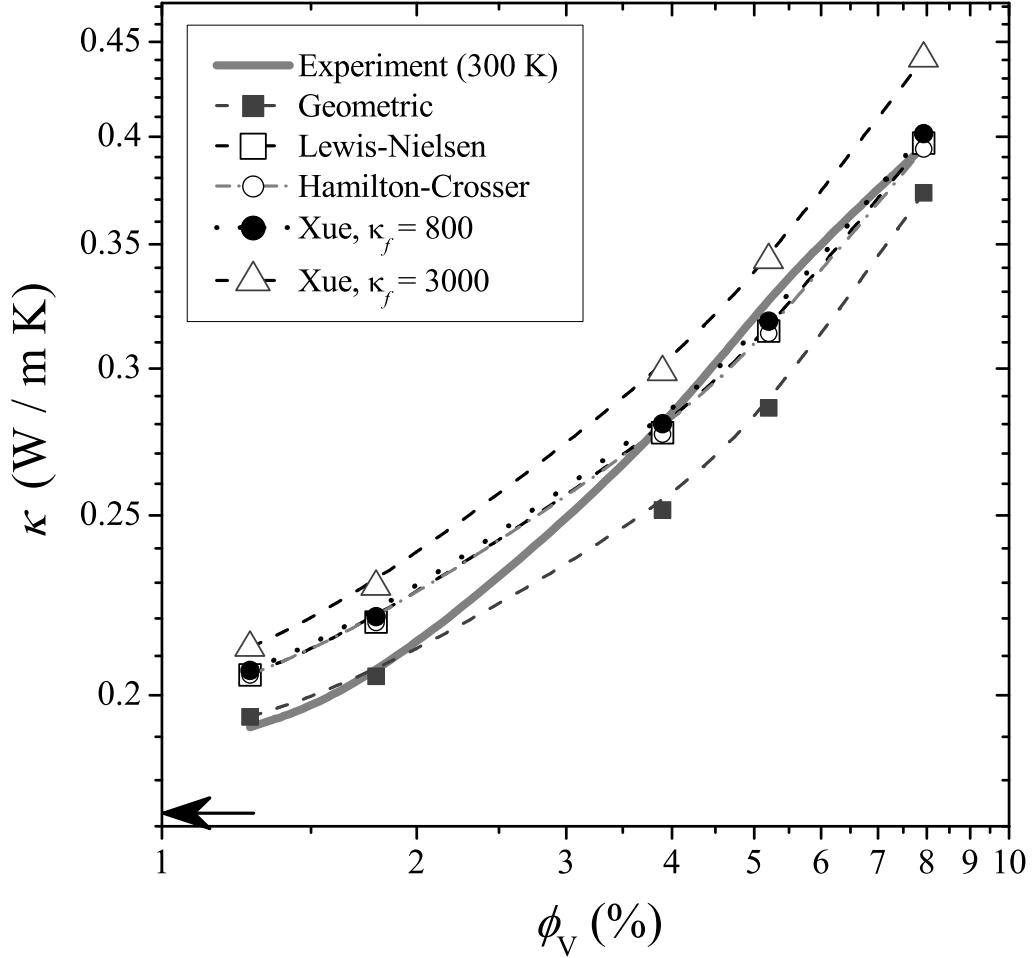 0.45
0.4
0.35
0.3
0.25
0.2
κ (W / m K)
Experiment (300 K)
Geometric
Lewis-Nielsen
Hamilton-Crosser
Xue, κf = 800
Xue, κf = 3000
1 2 3 4 5 6 7 8 9 10
ϕV (%)